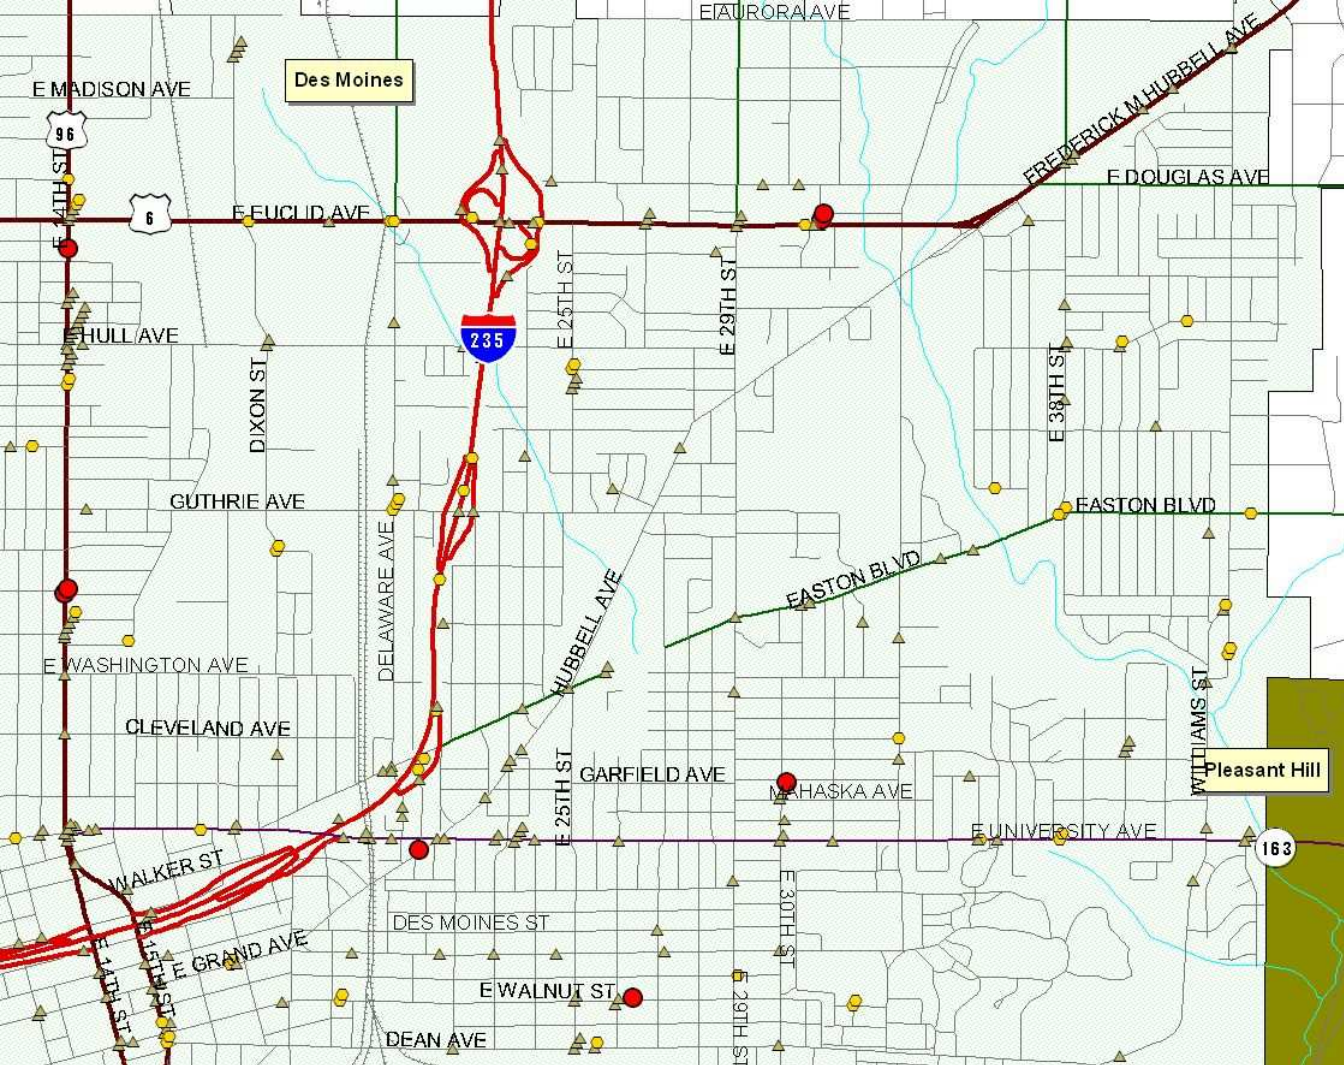 E AURORA AVE
Des Moines
E MADISON AVE
96
E 14TH ST
6
E EUCLID AVE
FREDERICK M HUBBELL AVE
E DOUGLAS AVE
E 25TH ST
E 29TH ST
E HULL AVE
235
DIXON ST
E 38TH ST
GUTHRIE AVE
EASTON BLVD
DELAWARE AVE
EASTON BLVD
HUBBELL AVE
E WASHINGTON AVE
CLEVELAND AVE
WILLIAMS ST
E 25TH ST
GARFIELD AVE
Pleasant Hill
MAHASKA AVE
E UNIVERSITY AVE
163
WALKER ST
E 30TH ST
DES MOINES ST
E GRAND AVE
E 14TH ST
E 15TH ST
E WALNUT ST
E 29TH ST
DEAN AVE